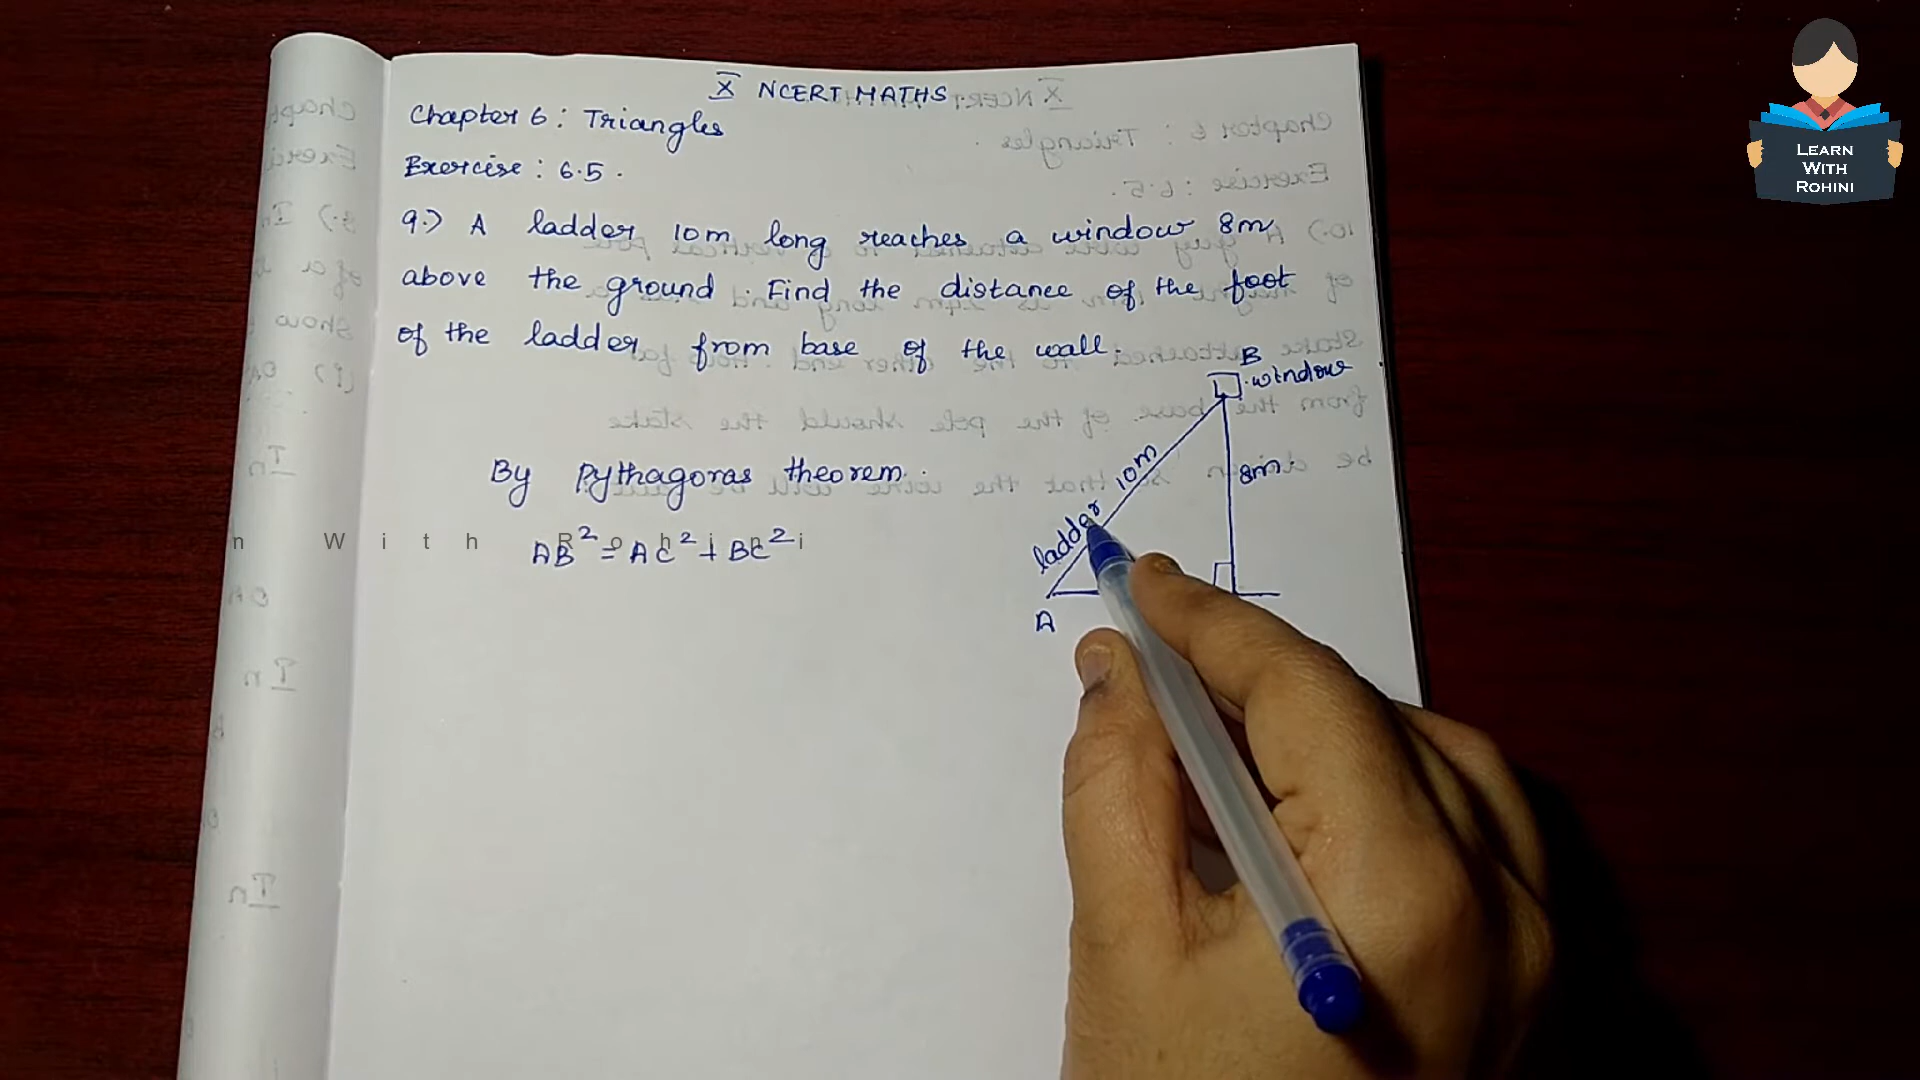 X NCERT MATHS
Chapter 6 : Triangles
Exercise : 6.5 .
9.) A ladder 10m long reaches a window 8m
above the ground . Find the distance of the foot
of the ladder from base of the wall.
B
window
10m
8m
ladder
A
By Pythagoras theorem.
AB² = AC² + BC²
n With Rohini
LEARN
WITH
ROHINI